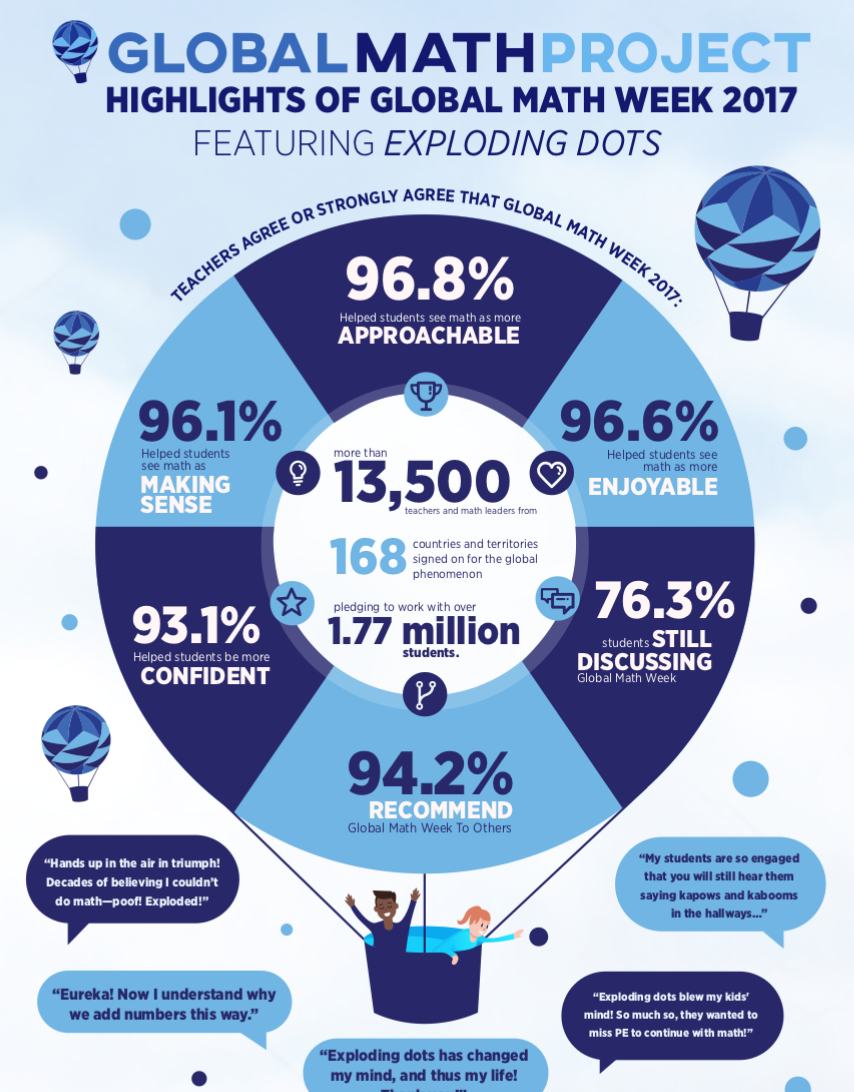 GLOBALMATHPROJECT
HIGHLIGHTS OF GLOBAL MATH WEEK 2017
FEATURING EXPLODING DOTS
TEACHERS AGREE OR STRONGLY AGREE THAT GLOBAL MATH WEEK 2017:
96.8%
Helped students see math as more
APPROACHABLE
96.1%
Helped students
see math as
MAKING
SENSE
96.6%
Helped students see
math as more
ENJOYABLE
more than
13,500
teachers and math leaders from
168
countries and territories
signed on for the global
phenomenon
pledging to work with over
1.77 million
students.
93.1%
Helped students be more
CONFIDENT
76.3%
students STILL
DISCUSSING
Global Math Week
94.2%
RECOMMEND
Global Math Week To Others
“Hands up in the air in triumph!
Decades of believing I couldn’t
do math—poof! Exploded!”
“My students are so engaged
that you will still hear them
saying kapows and kabooms
in the hallways...”
“Eureka! Now I understand why
we add numbers this way.”
“Exploding dots blew my kids'
mind! So much so, they wanted to
miss PE to continue with math!”
“Exploding dots has changed
my mind, and thus my life!